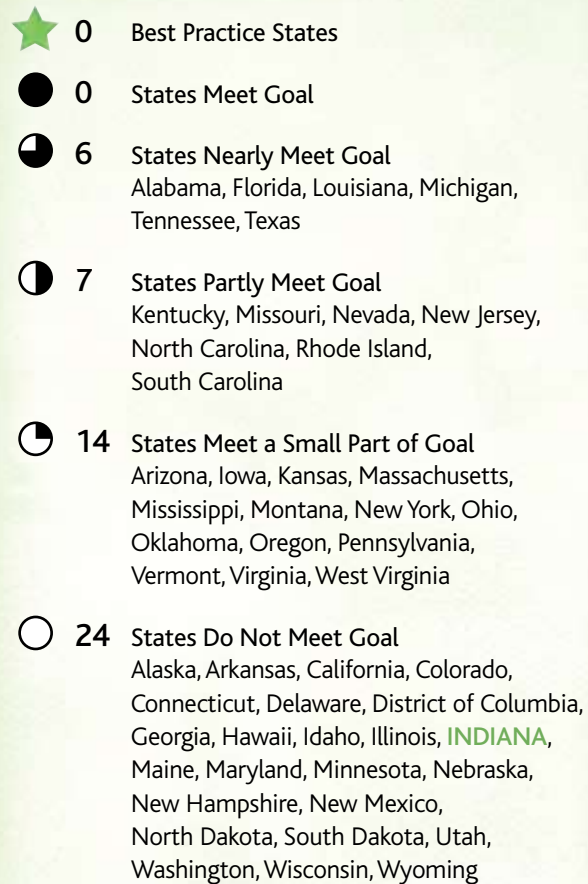 0 Best Practice States
0 States Meet Goal
6 States Nearly Meet Goal
Alabama, Florida, Louisiana, Michigan,
Tennessee, Texas
7 States Partly Meet Goal
Kentucky, Missouri, Nevada, New Jersey,
North Carolina, Rhode Island,
South Carolina
14 States Meet a Small Part of Goal
Arizona, Iowa, Kansas, Massachusetts,
Mississippi, Montana, New York, Ohio,
Oklahoma, Oregon, Pennsylvania,
Vermont, Virginia, West Virginia
24 States Do Not Meet Goal
Alaska, Arkansas, California, Colorado,
Connecticut, Delaware, District of Columbia,
Georgia, Hawaii, Idaho, Illinois, INDIANA,
Maine, Maryland, Minnesota, Nebraska,
New Hampshire, New Mexico,
North Dakota, South Dakota, Utah,
Washington, Wisconsin, Wyoming